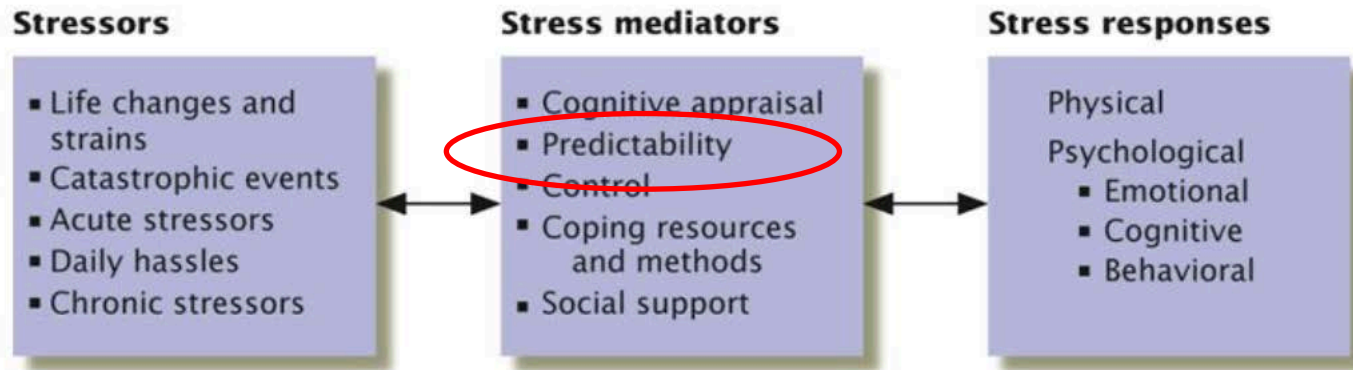 Stressors
▪ Life changes and
strains
▪ Catastrophic events
▪ Acute stressors
▪ Daily hassles
▪ Chronic stressors
Stress mediators
▪ Cognitive appraisal
▪ Predictability
▪ Control
▪ Coping resources
and methods
▪ Social support
Stress responses
Physical
Psychological
▪ Emotional
▪ Cognitive
▪ Behavioral